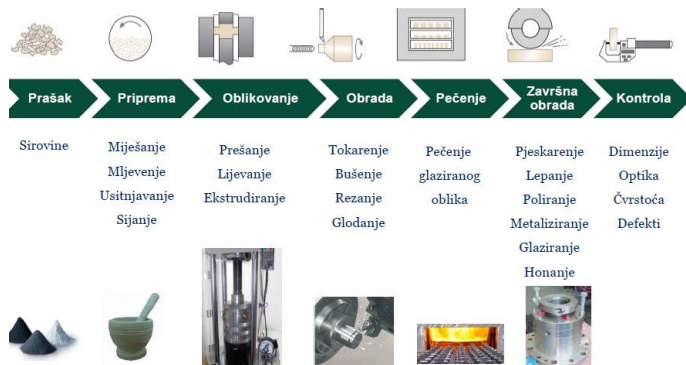 Prašak
Priprema
Oblikovanje
Obrada
Pečenje
Završna
obrada
Kontrola
Sirovine
Miješanje
Mljevenje
Usitnjavanje
Sijanje
Prešanje
Lijevanje
Ekstrudiranje
Tokarenje
Bušenje
Rezanje
Glodanje
Pečenje
glaziranog
oblika
Pjeskarenje
Lepanje
Poliranje
Metaliziranje
Glaziranje
Honanje
Dimenzije
Optika
Čvrstoća
Defekti